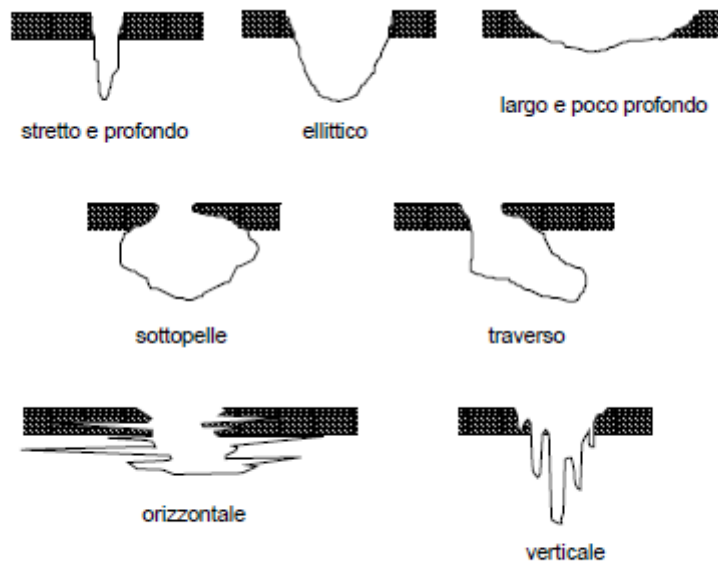 stretto e profondo
ellittico
largo e poco profondo
sottopelle
traverso
orizzontale
verticale